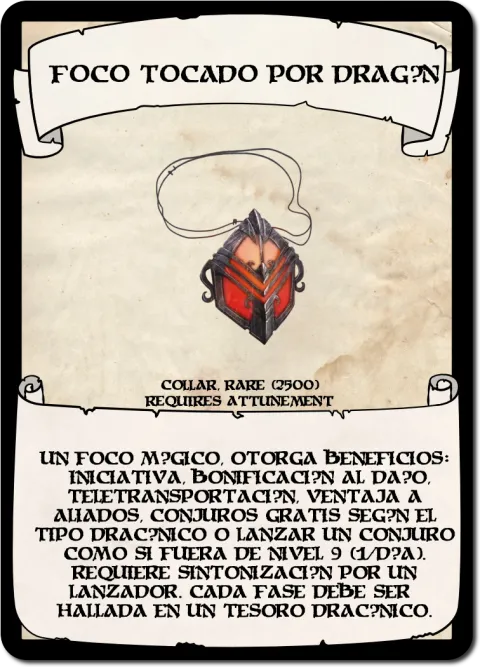 FOCO TOCADO POR DRAG?N
COLLAR, RARE (2500)
REQUIRES ATTUNEMENT
UN FOCO M?GICO, OTORGA BENEFICIOS:
INICIATIVA, BONIFICACI?N AL DA?O,
TELETRANSPORTACI?N, VENTAJA A
ALIADOS, CONJUROS GRATIS SEG?N EL
TIPO DRAC?NICO O LANZAR UN CONJURO
COMO SI FUERA DE NIVEL 9 (1/D?A).
REQUIERE SINTONIZACI?N POR UN
LANZADOR. CADA FASE DEBE SER
HALLADA EN UN TESORO DRAC?NICO.